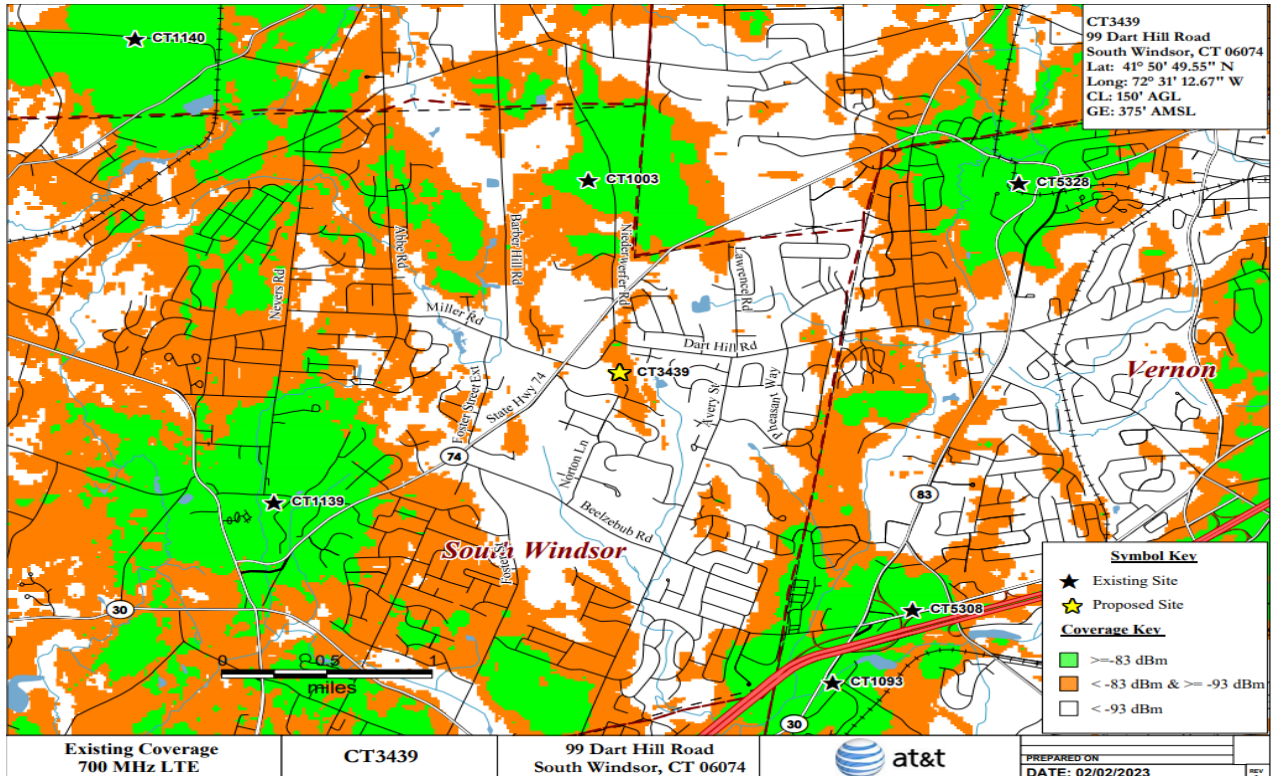 CT3439
99 Dart Hill Road
South Windsor, CT 06074
Lat: 41° 50' 49.55" N
Long: 72° 31' 12.67" W
CL: 150' AGL
GE: 375' AMSL
CT1140
CT1003
CT5328
Abbe Rd
Barber Hill Rd
Niederwerfer Rd
Lawrence Rd
Nevers Rd
Miller Rd
Dart Hill Rd
Vernon
CT3439
Foster Street Ext
State Hwy 74
Avery St
Pheasant Way
74
Norton Ln
83
CT1139
Beelzebub Rd
South Windsor
Foster St
30
CT5308
CT1093
30
0 0.5 1
miles
Symbol Key
Existing Site
Proposed Site
Coverage Key
>=-83 dBm
< -83 dBm & >= -93 dBm
< -93 dBm
Existing Coverage
700 MHz LTE
CT3439
99 Dart Hill Road
South Windsor, CT 06074
at&t
PREPARED ON
DATE: 02/02/2023
REV